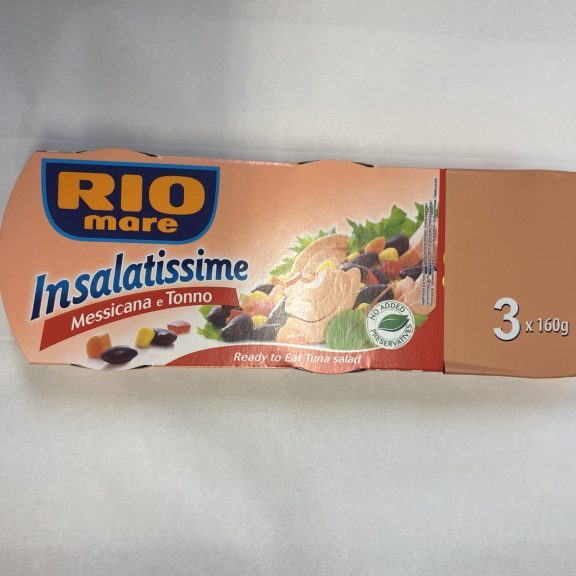 RIO
mare
Insalatissime
Messicana e Tonno
Ready to Eat Tuna salad
NO ADDED
PRESERVATIVES
3 x 160g